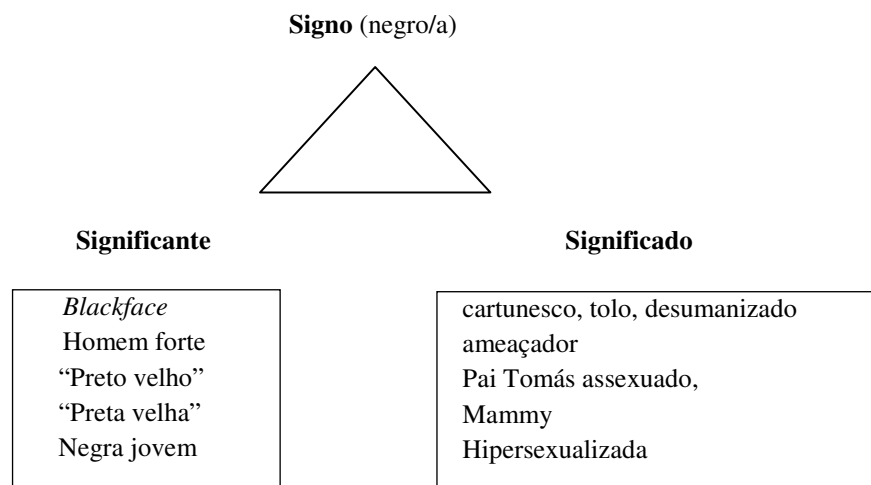 Signo (negro/a)
Significante
Significado
Blackface
Homem forte
“Preto velho”
“Preta velha”
Negra jovem
cartunesco, tolo, desumanizado
ameaçador
Pai Tomás assexuado,
Mammy
Hipersexualizada